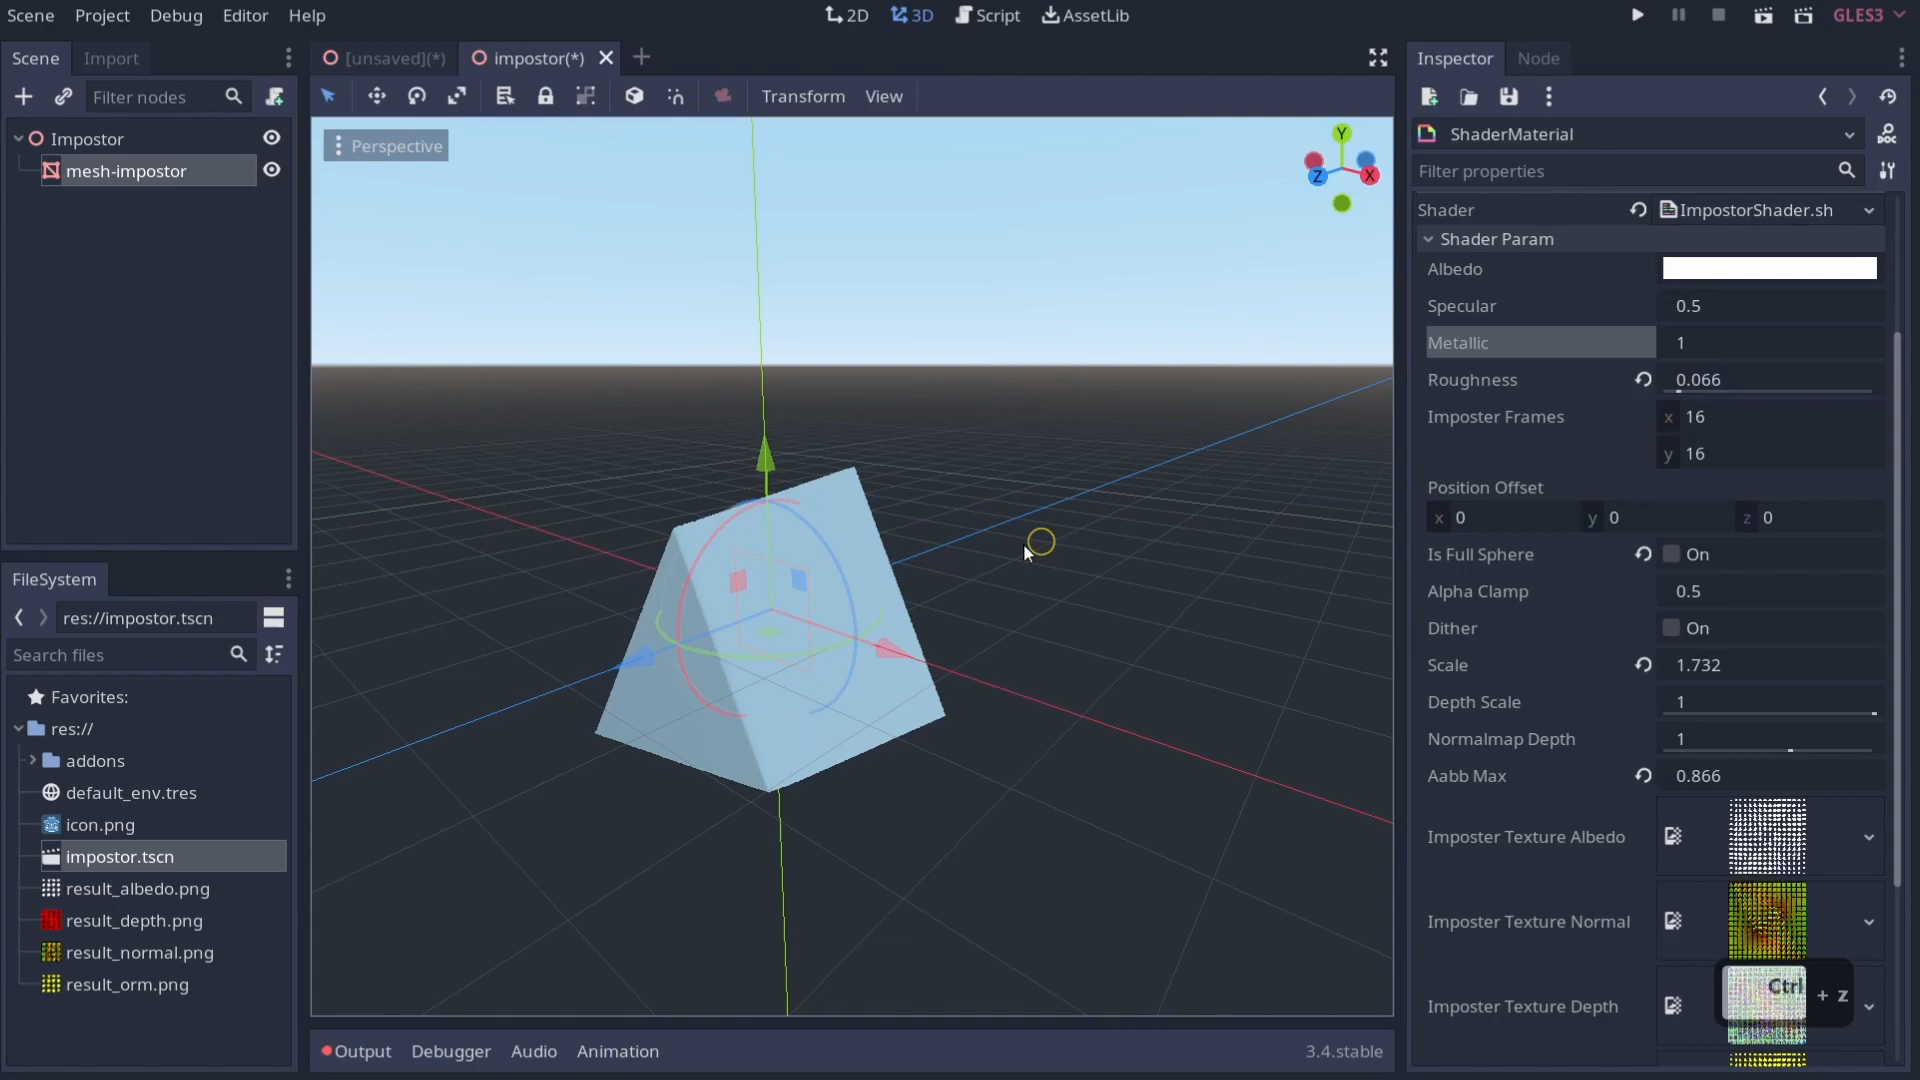 Scene Project Debug Editor Help
2D 3D Script AssetLib
GLES3
Scene Import
[unsaved](*) impostor(*)
Inspector Node
Filter nodes
Transform View
Impostor
mesh-impostor
Perspective
Y
Z
X
ShaderMaterial
Filter properties
Shader ImpostorShader.sh
Shader Param
Albedo
Specular 0.5
Metallic 1
Roughness 0.066
Imposter Frames x 16
y 16
Position Offset
x 0 y 0 z 0
Is Full Sphere On
Alpha Clamp 0.5
Dither On
Scale 1.732
Depth Scale 1
Normalmap Depth 1
Aabb Max 0.866
Imposter Texture Albedo
Imposter Texture Normal
Imposter Texture Depth
Ctrl + z
FileSystem
res://impostor.tscn
Search files
Favorites:
res://
addons
default_env.tres
icon.png
impostor.tscn
result_albedo.png
result_depth.png
result_normal.png
result_orm.png
Output Debugger Audio Animation 3.4.stable